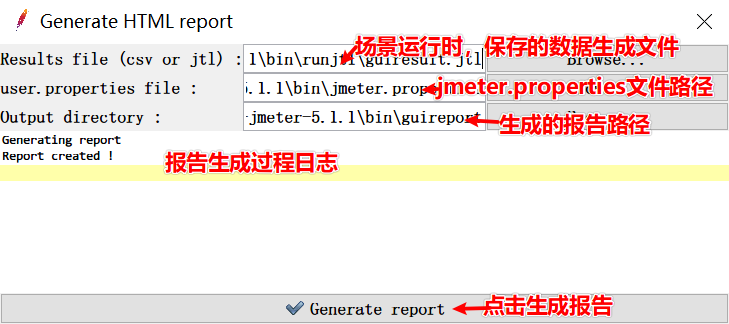 Generate HTML report
场景运行时，保存的数据生成文件
Results file (csv or jtl) : l\bin\runjtl\guiresult.jtl Browse...
user.properties file : 5.1.1\bin\jmeter.prope jmeter.properties文件路径
Output directory : -jmeter-5.1.1\bin\guireport
生成的报告路径
Generating report
Report created !
报告生成过程日志
Generate report 点击生成报告